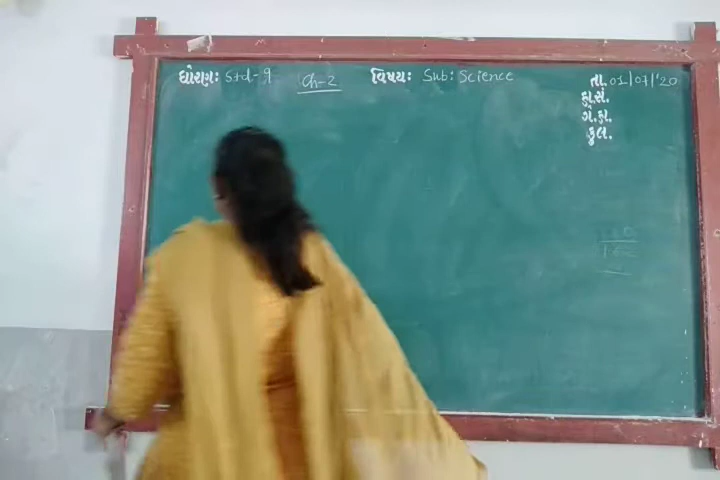 ધોરણઃ Std-9 Ch-2 વિષયઃ Sub: Science તા. 01/07/'20
કા.સં.
ગે.હા.
કુલ.